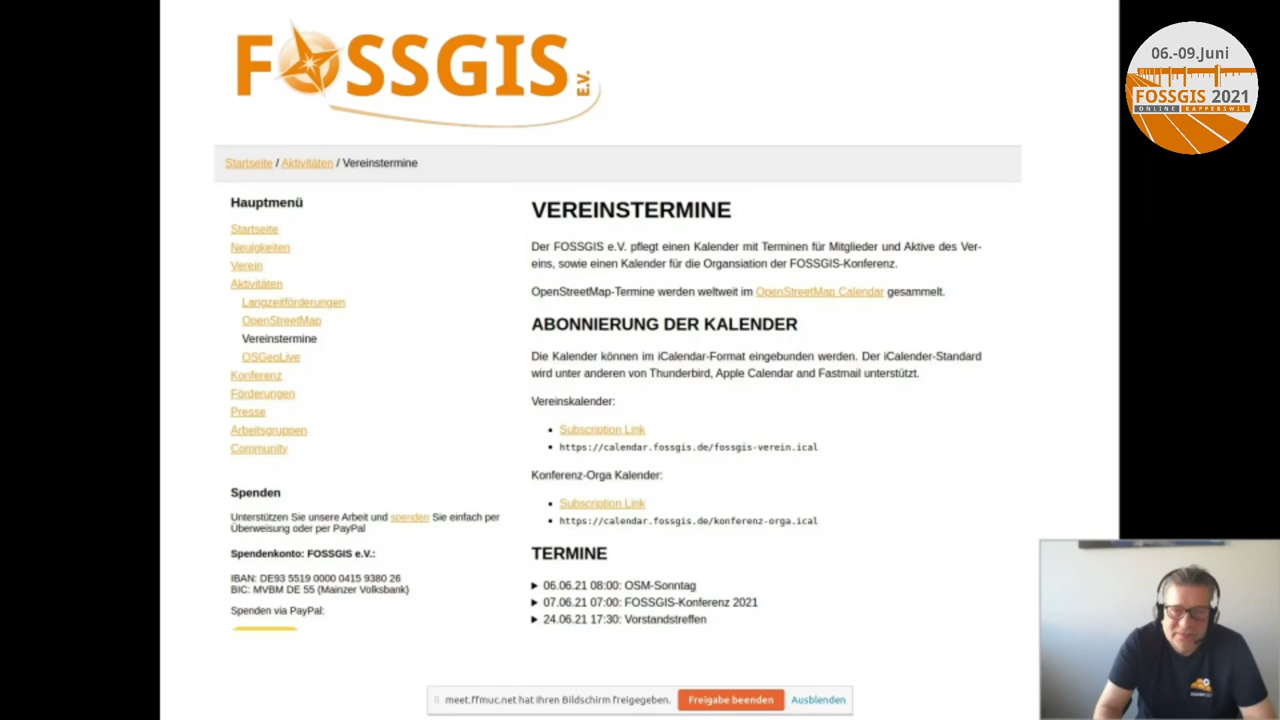 FOSSGIS E.V.
06.-09.Juni
FOSSGIS 2021
ONLINE RAPPERSWIL
Startseite / Aktivitäten / Vereinstermine
Hauptmenü
Startseite
Neuigkeiten
Verein
Aktivitäten
Langzeitförderungen
OpenStreetMap
Vereinstermine
OSGeoLive
Konferenz
Förderungen
Presse
Arbeitsgruppen
Community
Spenden
Unterstützen Sie unsere Arbeit und spenden Sie einfach per
Überweisung oder per PayPal
Spendenkonto: FOSSGIS e.V.:
IBAN: DE93 5519 0000 0415 9380 26
BIC: MVBM DE 55 (Mainzer Volksbank)
Spenden via PayPal:
VEREINSTERMINE
Der FOSSGIS e.V. pflegt einen Kalender mit Terminen für Mitglieder und Aktive des Ver-
eins, sowie einen Kalender für die Organsiation der FOSSGIS-Konferenz.
OpenStreetMap-Termine werden weltweit im OpenStreetMap Calendar gesammelt.
ABONNIERUNG DER KALENDER
Die Kalender können im iCalendar-Format eingebunden werden. Der iCalender-Standard
wird unter anderen von Thunderbird, Apple Calendar and Fastmail unterstützt.
Vereinskalender:
• Subscription Link
• https://calendar.fossgis.de/fossgis-verein.ical
Konferenz-Orga Kalender:
• Subscription Link
• https://calendar.fossgis.de/konferenz-orga.ical
TERMINE
▶ 06.06.21 08:00: OSM-Sonntag
▶ 07.06.21 07:00: FOSSGIS-Konferenz 2021
▶ 24.06.21 17:30: Vorstandstreffen
meet.ffmuc.net hat Ihren Bildschirm freigegeben. Freigabe beenden Ausblenden